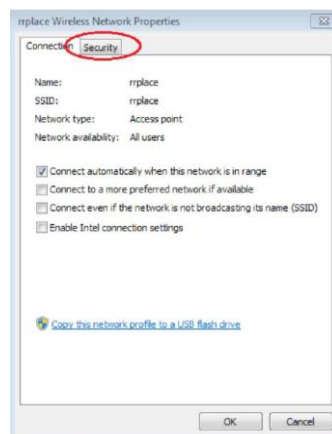 rrplace Wireless Network Properties
Connection Security
Name: rrplace
SSID: rrplace
Network type: Access point
Network availability: All users
Connect automatically when this network is in range
Connect to a more preferred network if available
Connect even if the network is not broadcasting its name (SSID)
Enable Intel connection settings
Copy this network profile to a USB flash drive
OK Cancel